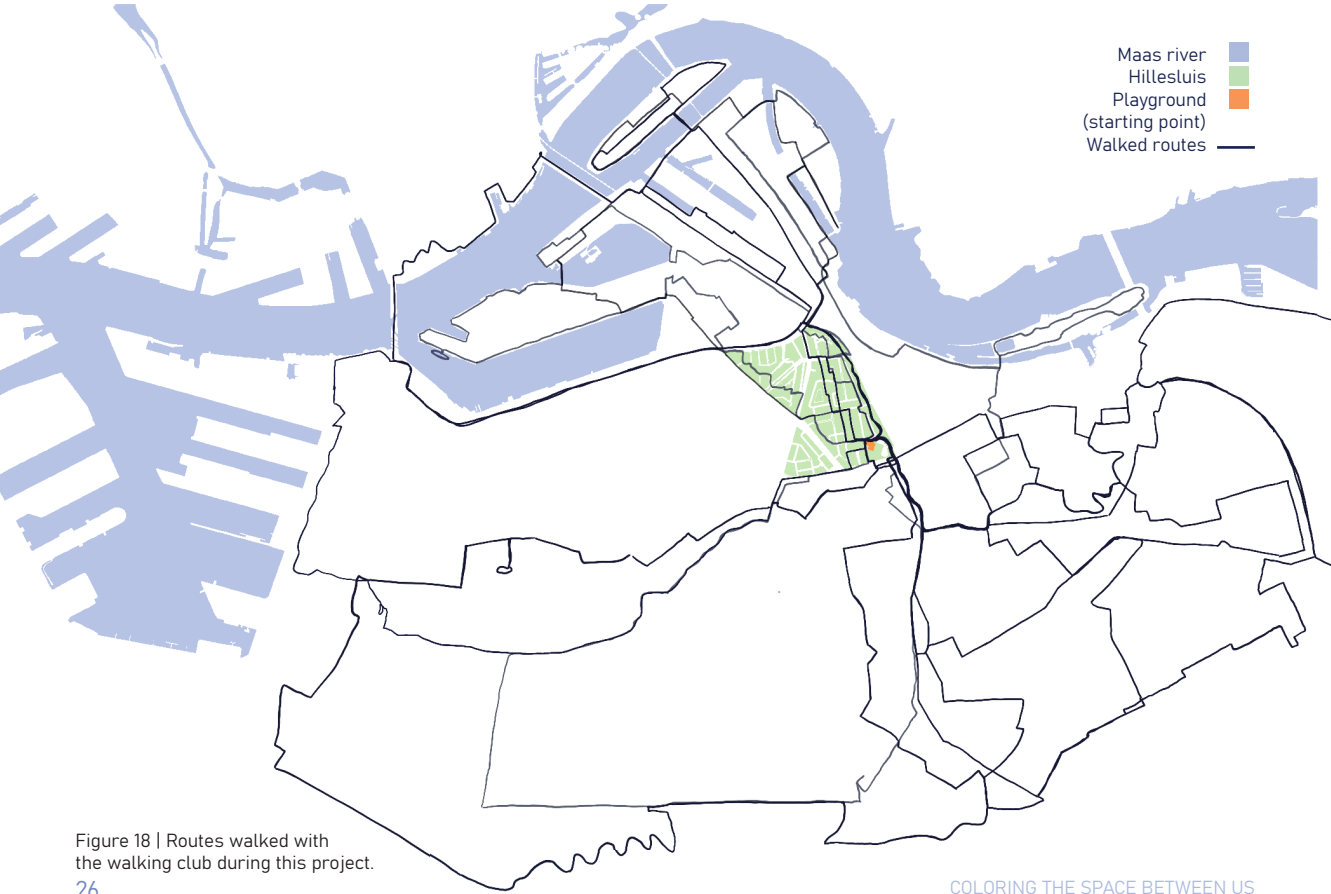 Maas river
Hillesluis
Playground
(starting point)
Walked routes
Figure 18 | Routes walked with
the walking club during this project.
26
COLORING THE SPACE BETWEEN US